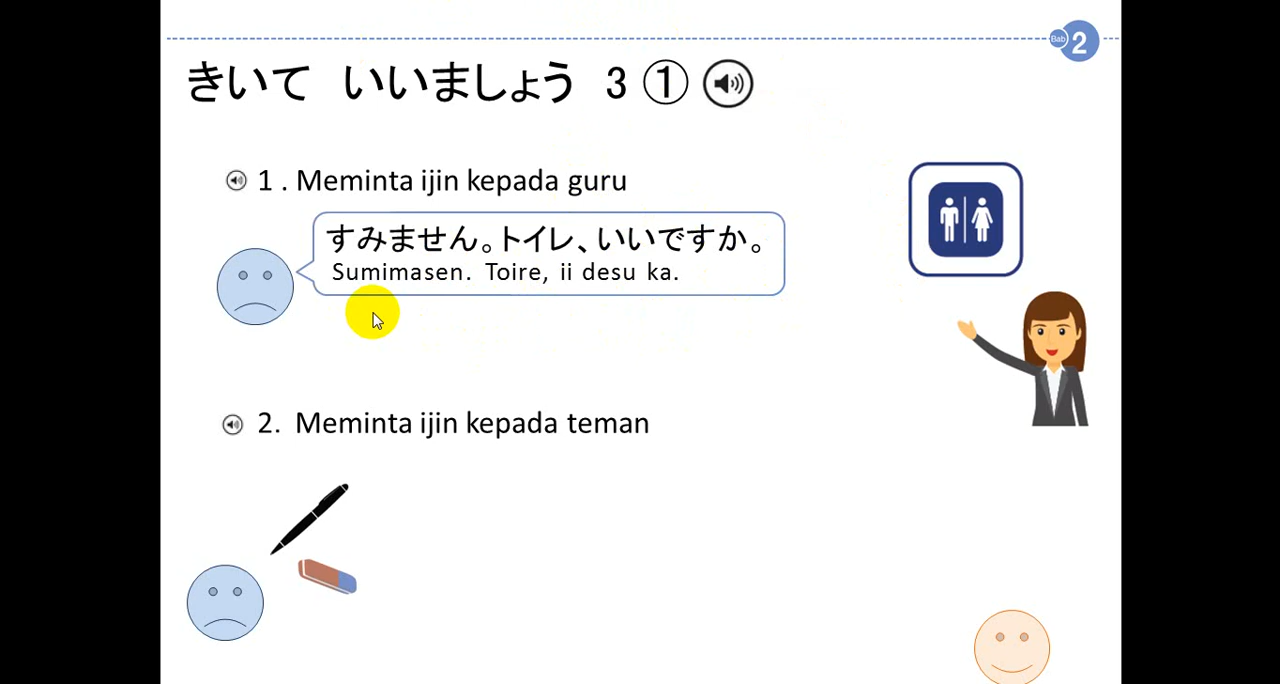 Bab 2
きいて いいましょう 3 ①
1 . Meminta ijin kepada guru
すみません。トイレ、いいですか。
Sumimasen. Toire, ii desu ka.
2. Meminta ijin kepada teman